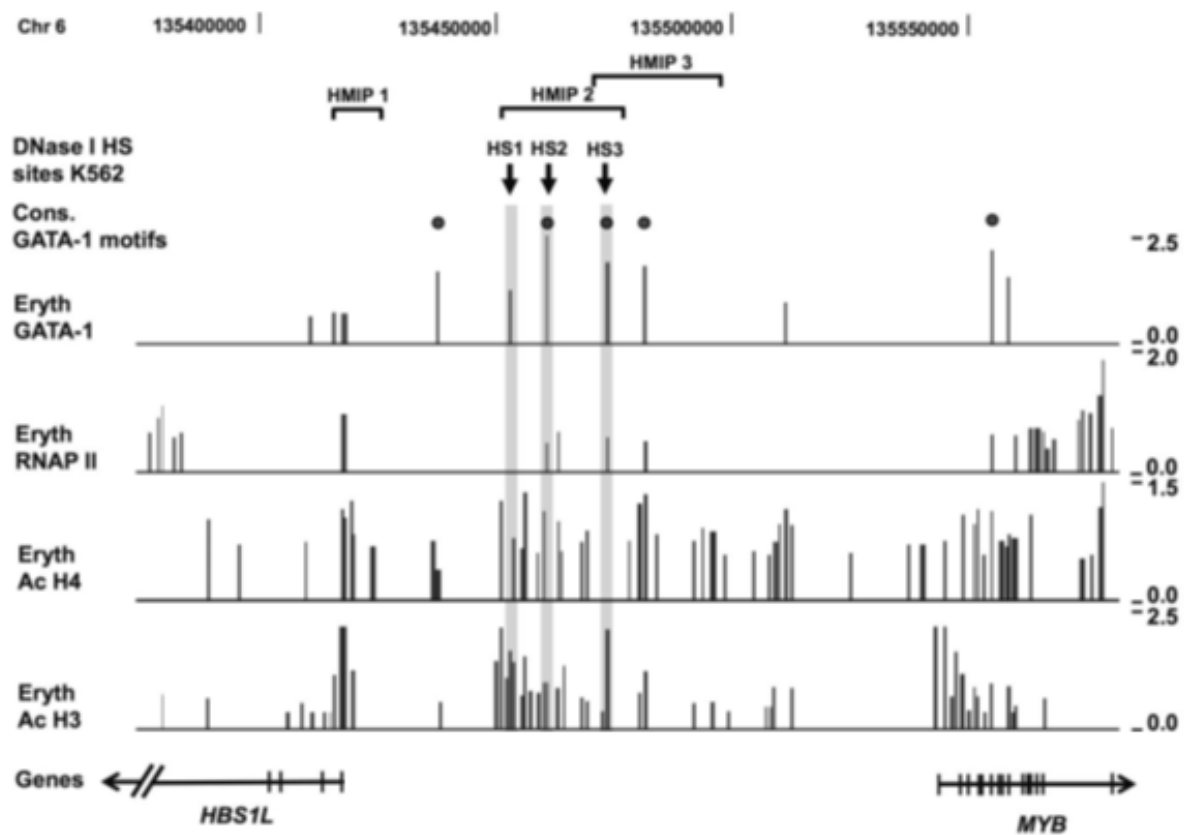 Chr 6 135400000 135450000 135500000 135550000
HMIP 3
HMIP 1 HMIP 2
DNase I HS
sites K562
HS1 HS2 HS3
Cons.
GATA-1 motifs
2.5
Eryth
GATA-1
0.0
2.0
Eryth
RNAP II
0.0
1.5
Eryth
Ac H4
0.0
2.5
Eryth
Ac H3
0.0
Genes
HBS1L MYB